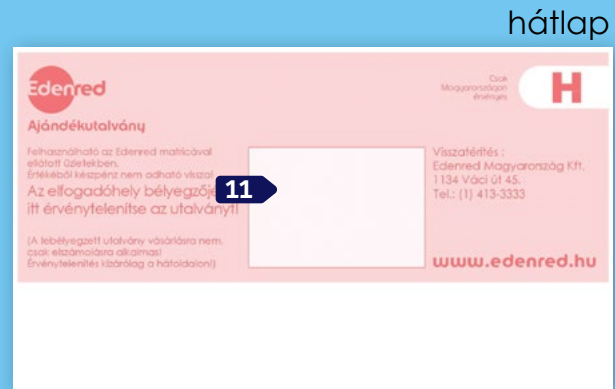 hátlap
Edenred
Csak
Magyarországon
érvényes
H
Ajándékutalvány
Felhasználható az Edenred matricával
ellátott üzletekben.
Értékéből készpénz nem adható vissza!
Az elfogadóhely bélyegzőjé
itt érvénytelenítse az utalványt!
11
(A lebélyegzett utalvány vásárlásra nem,
csak elszámolásra alkalmas!
Érvénytelenítés kizárólag a hátoldalon!)
Visszatérítés :
Edenred Magyarország Kft.
1134 Váci út 45.
Tel.: (1) 413-3333
www.edenred.hu